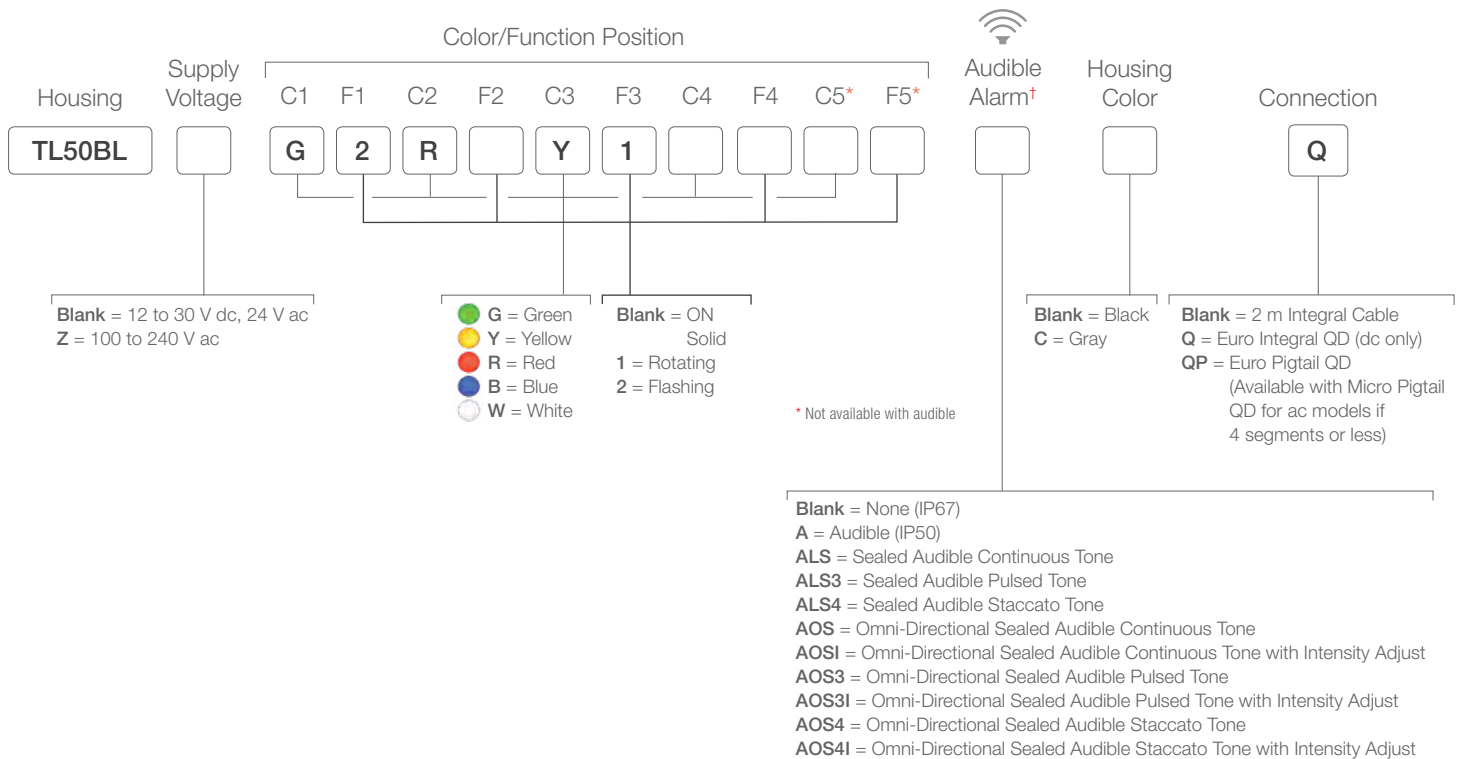 Color/Function Position
Housing
Supply
Voltage
C1 F1 C2 F2 C3 F3 C4 F4 C5* F5*
Audible
Alarm†
Housing
Color
Connection
TL50BL G 2 R Y 1 Q
Blank = 12 to 30 V dc, 24 V ac
Z = 100 to 240 V ac
G = Green
Y = Yellow
R = Red
B = Blue
W = White
Blank = ON
Solid
1 = Rotating
2 = Flashing
* Not available with audible
Blank = Black
C = Gray
Blank = 2 m Integral Cable
Q = Euro Integral QD (dc only)
QP = Euro Pigtail QD
(Available with Micro Pigtail
QD for ac models if
4 segments or less)
Blank = None (IP67)
A = Audible (IP50)
ALS = Sealed Audible Continuous Tone
ALS3 = Sealed Audible Pulsed Tone
ALS4 = Sealed Audible Staccato Tone
AOS = Omni-Directional Sealed Audible Continuous Tone
AOSI = Omni-Directional Sealed Audible Continuous Tone with Intensity Adjust
AOS3 = Omni-Directional Sealed Audible Pulsed Tone
AOS3I = Omni-Directional Sealed Audible Pulsed Tone with Intensity Adjust
AOS4 = Omni-Directional Sealed Audible Staccato Tone
AOS4I = Omni-Directional Sealed Audible Staccato Tone with Intensity Adjust